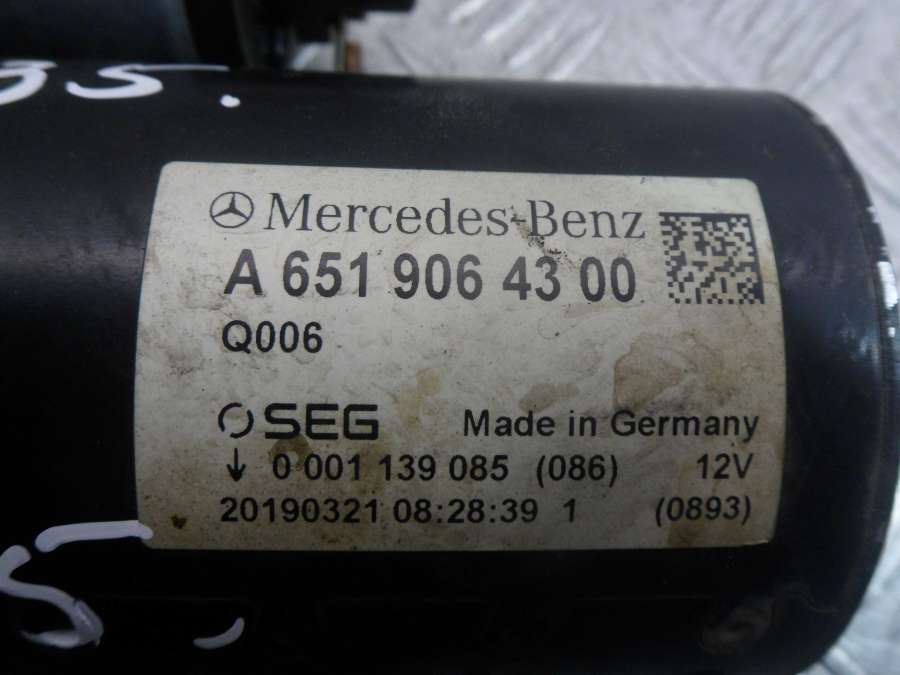 35.
Mercedes-Benz
A 651 906 43 00
Q006
SEG Made in Germany
0 001 139 085 (086) 12V
20190321 08:28:39 1 (0893)